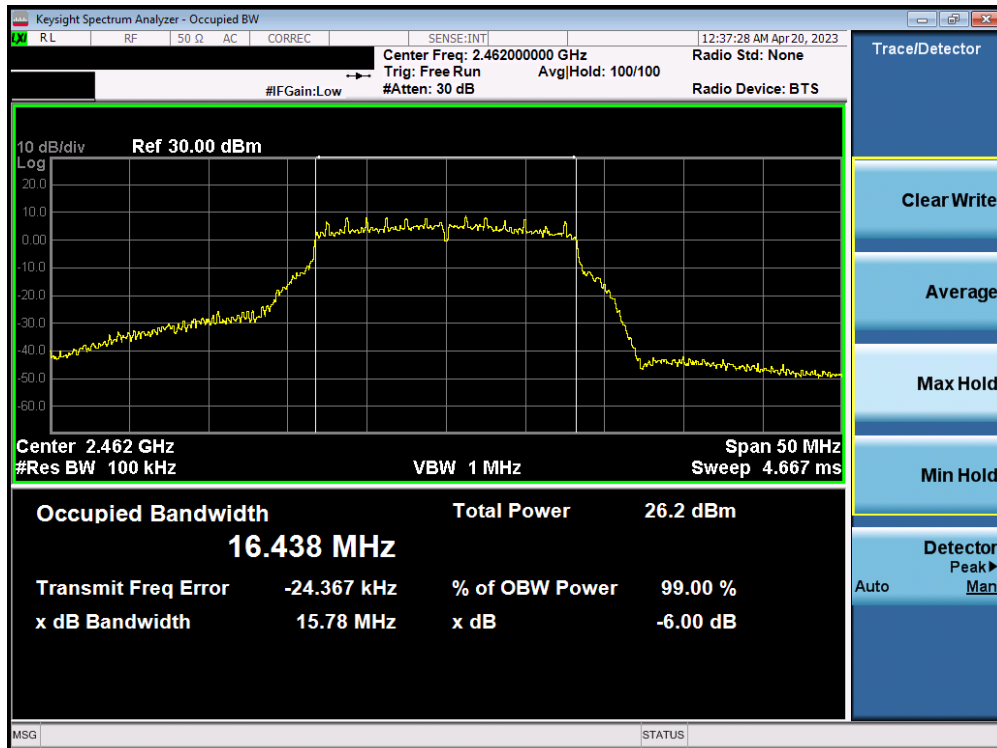 Keysight Spectrum Analyzer - Occupied BW
LXI RL RF 50 Ω AC CORREC SENSE:INT 12:37:28 AM Apr 20, 2023
Center Freq: 2.462000000 GHz Radio Std: None
Trig: Free Run Avg|Hold: 100/100
#IFGain:Low #Atten: 30 dB Radio Device: BTS
Trace/Detector
10 dB/div Ref 30.00 dBm
Log
20.0
10.0
0.00
-10.0
-20.0
-30.0
-40.0
-50.0
-60.0
Center 2.462 GHz Span 50 MHz
#Res BW 100 kHz VBW 1 MHz Sweep 4.667 ms
Occupied Bandwidth Total Power 26.2 dBm
16.438 MHz
Transmit Freq Error -24.367 kHz % of OBW Power 99.00 %
x dB Bandwidth 15.78 MHz x dB -6.00 dB
Clear Write
Average
Max Hold
Min Hold
Detector
Peak▶
Auto Man
MSG STATUS